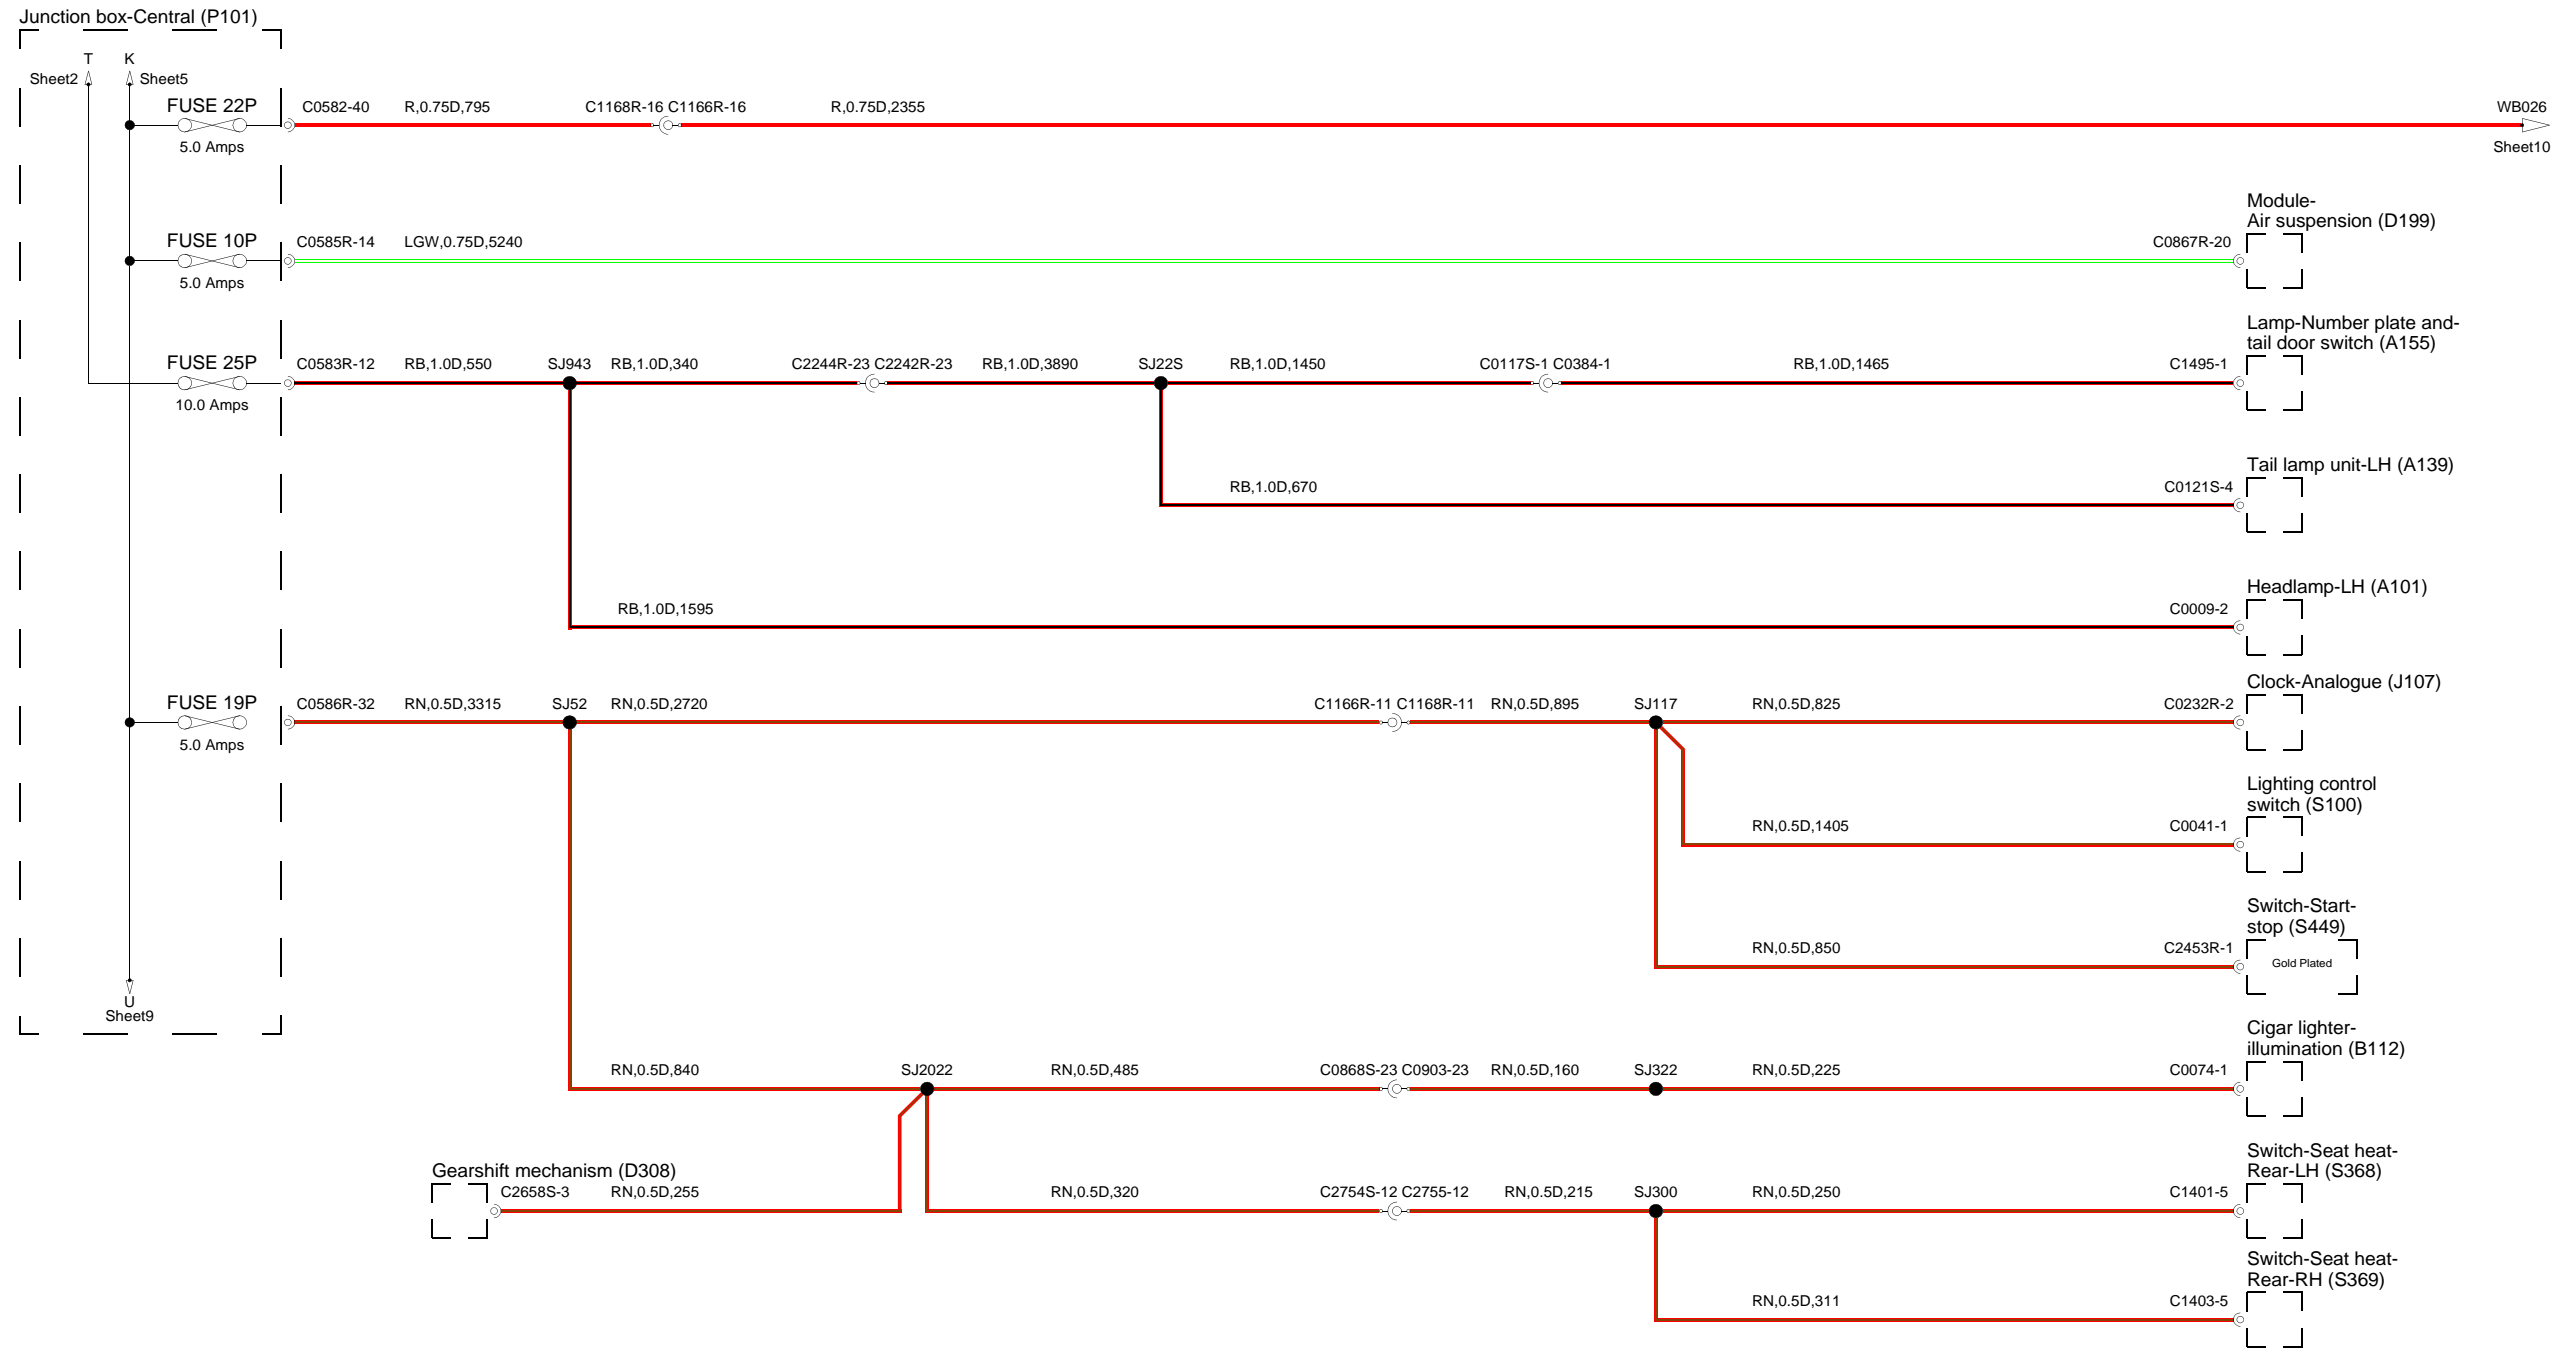 Junction box-Central (P101)
T K
Sheet2 Sheet5
FUSE 22P C0582-40 R,0.75D,795 C1168R-16 C1166R-16 R,0.75D,2355 WB026
5.0 Amps Sheet10
Module-
Air suspension (D199)
FUSE 10P C0585R-14 LGW,0.75D,5240 C0867R-20
5.0 Amps
Lamp-Number plate and-
tail door switch (A155)
FUSE 25P C0583R-12 RB,1.0D,550 SJ943 RB,1.0D,340 C2244R-23 C2242R-23 RB,1.0D,3890 SJ22S RB,1.0D,1450 C0117S-1 C0384-1 RB,1.0D,1465 C1495-1
10.0 Amps
Tail lamp unit-LH (A139)
RB,1.0D,670 C0121S-4
Headlamp-LH (A101)
RB,1.0D,1595 C0009-2
Clock-Analogue (J107)
FUSE 19P C0586R-32 RN,0.5D,3315 SJ52 RN,0.5D,2720 C1166R-11 C1168R-11 RN,0.5D,895 SJ117 RN,0.5D,825 C0232R-2
5.0 Amps
Lighting control
switch (S100)
RN,0.5D,1405 C0041-1
Switch-Start-
stop (S449)
RN,0.5D,850 C2453R-1
Gold Plated
U
Sheet9
Cigar lighter-
illumination (B112)
RN,0.5D,840 SJ2022 RN,0.5D,485 C0868S-23 C0903-23 RN,0.5D,160 SJ322 RN,0.5D,225 C0074-1
Switch-Seat heat-
Rear-LH (S368)
Gearshift mechanism (D308)
C2658S-3 RN,0.5D,255 RN,0.5D,320 C2754S-12 C2755-12 RN,0.5D,215 SJ300 RN,0.5D,250 C1401-5
Switch-Seat heat-
Rear-RH (S369)
RN,0.5D,311 C1403-5